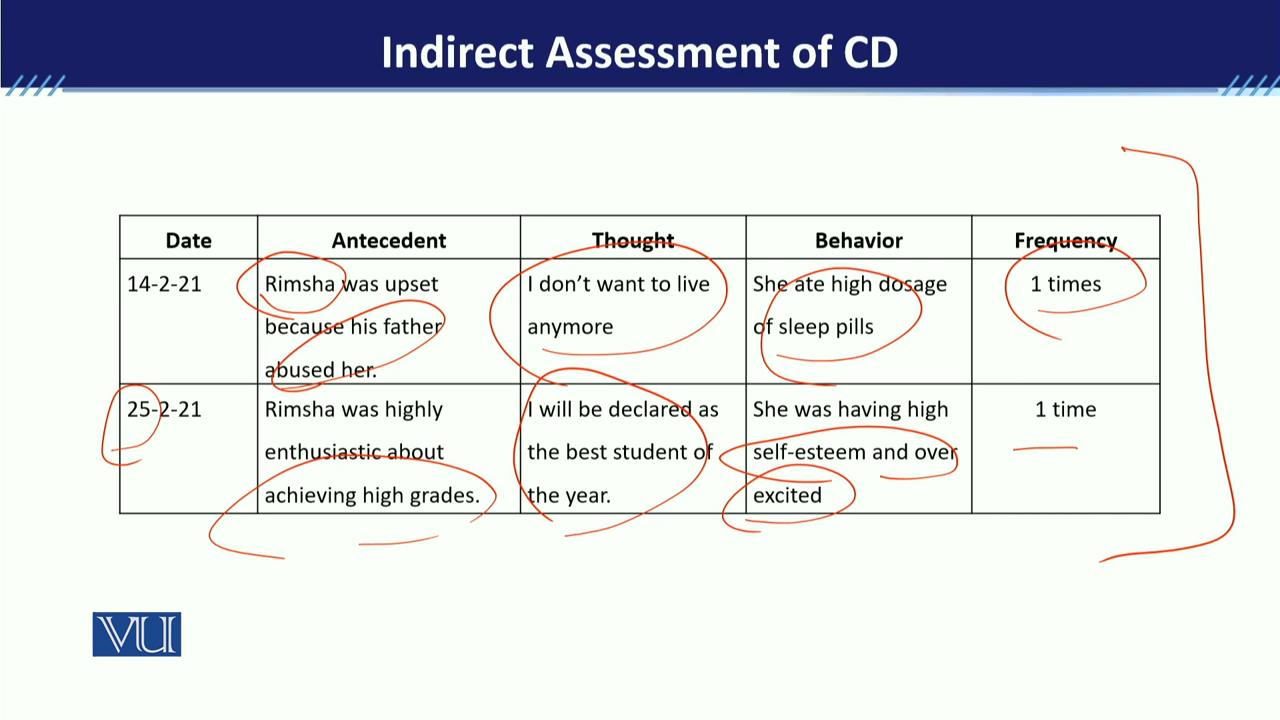 Indirect Assessment of CD
Date Antecedent Thought Behavior Frequency
14-2-21
Rimsha was upset
because his father
abused her.
I don’t want to live
anymore
She ate high dosage
of sleep pills
1 times
25-2-21
Rimsha was highly
enthusiastic about
achieving high grades.
I will be declared as
the best student of
the year.
She was having high
self-esteem and over
excited
1 time
VU